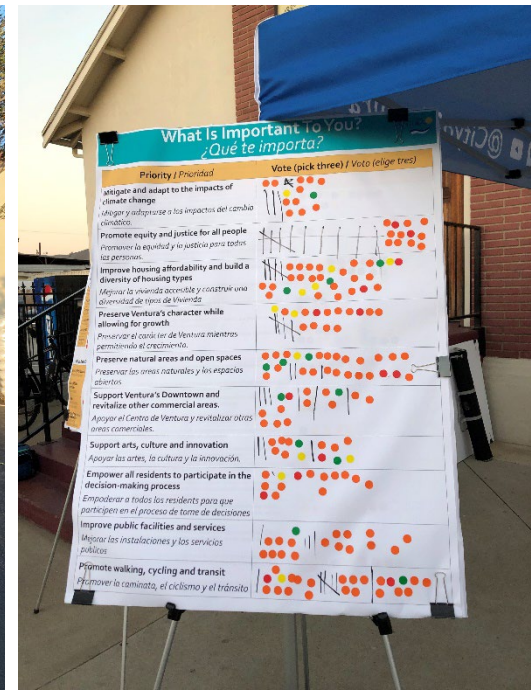 What Is Important To You?
¿Qué te importa?
Priority / Prioridad
Vote (pick three) / Voto (elige tres)
Mitigate and adapt to the impacts of
climate change
Mitigar y adaptarse a los impactos del cambio
climático.
Promote equity and justice for all people
Promover la equidad y la justicia para todas
las personas.
Improve housing affordability and build a
diversity of housing types
Mejorar la vivienda accesible y construir una
diversidad de tipos de Vivienda
Preserve Ventura's character while
allowing for growth
Preservar el carácter de Ventura mientras
permitiendo el crecimiento.
Preserve natural areas and open spaces
Preservar las areas naturales y los espacios
abiertos
Support Ventura's Downtown and
revitalize other commercial areas.
Apoyar el Centro de Ventura y revitalizar otras
areas comerciales.
Support arts, culture and innovation
Apoyar las artes, la cultura y la innovación.
Empower all residents to participate in the
decision-making process
Empoderar a todos los residents para que
participen en el proceso de tome de decisiones
Improve public facilities and services
Mejorar las instalaciones y los servicios
publicos
Promote walking, cycling and transit
Promover la caminata, el ciclismo y el tránsito